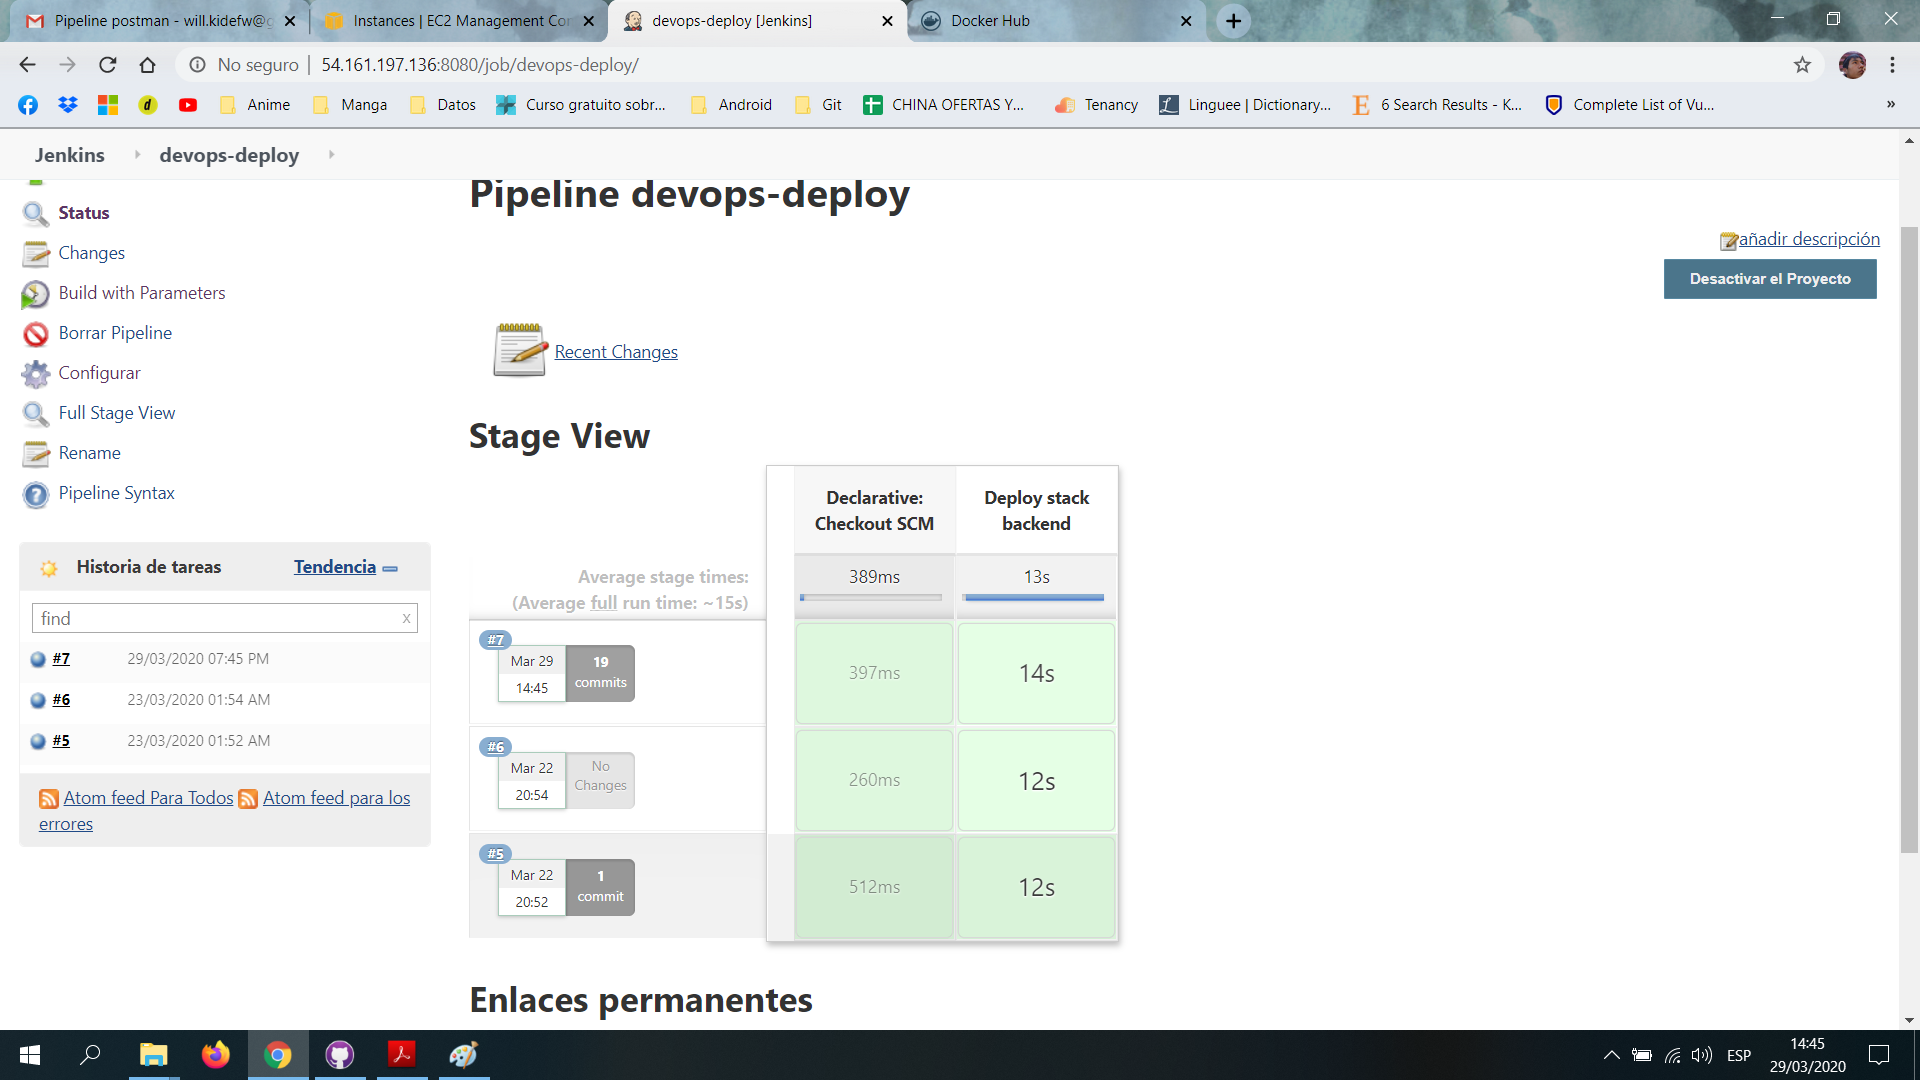 Pipeline postman - will.kidefw@g
Instances | EC2 Management Con
devops-deploy [Jenkins]
Docker Hub
No seguro
54.161.197.136:8080/job/devops-deploy/
Anime
Manga
Datos
Curso gratuito sobr...
Android
Git
CHINA OFERTAS Y...
Tenancy
Linguee | Dictionary...
6 Search Results - K...
Complete List of Vu...
»
Jenkins
devops-deploy
Pipeline devops-deploy
Status
Changes
Build with Parameters
Borrar Pipeline
Configurar
Full Stage View
Rename
Pipeline Syntax
añadir descripción
Desactivar el Proyecto
Recent Changes
Stage View
Historia de tareas
Tendencia
find
x
#7 29/03/2020 07:45 PM
#6 23/03/2020 01:54 AM
#5 23/03/2020 01:52 AM
Atom feed Para Todos
Atom feed para los
errores
Declarative:
Checkout SCM
Deploy stack
backend
Average stage times:
(Average full run time: ~15s)
389ms
13s
#7
Mar 29
14:45
19
commits
397ms
14s
#6
Mar 22
20:54
No
Changes
260ms
12s
#5
Mar 22
20:52
1
commit
512ms
12s
Enlaces permanentes
ESP
14:45
29/03/2020